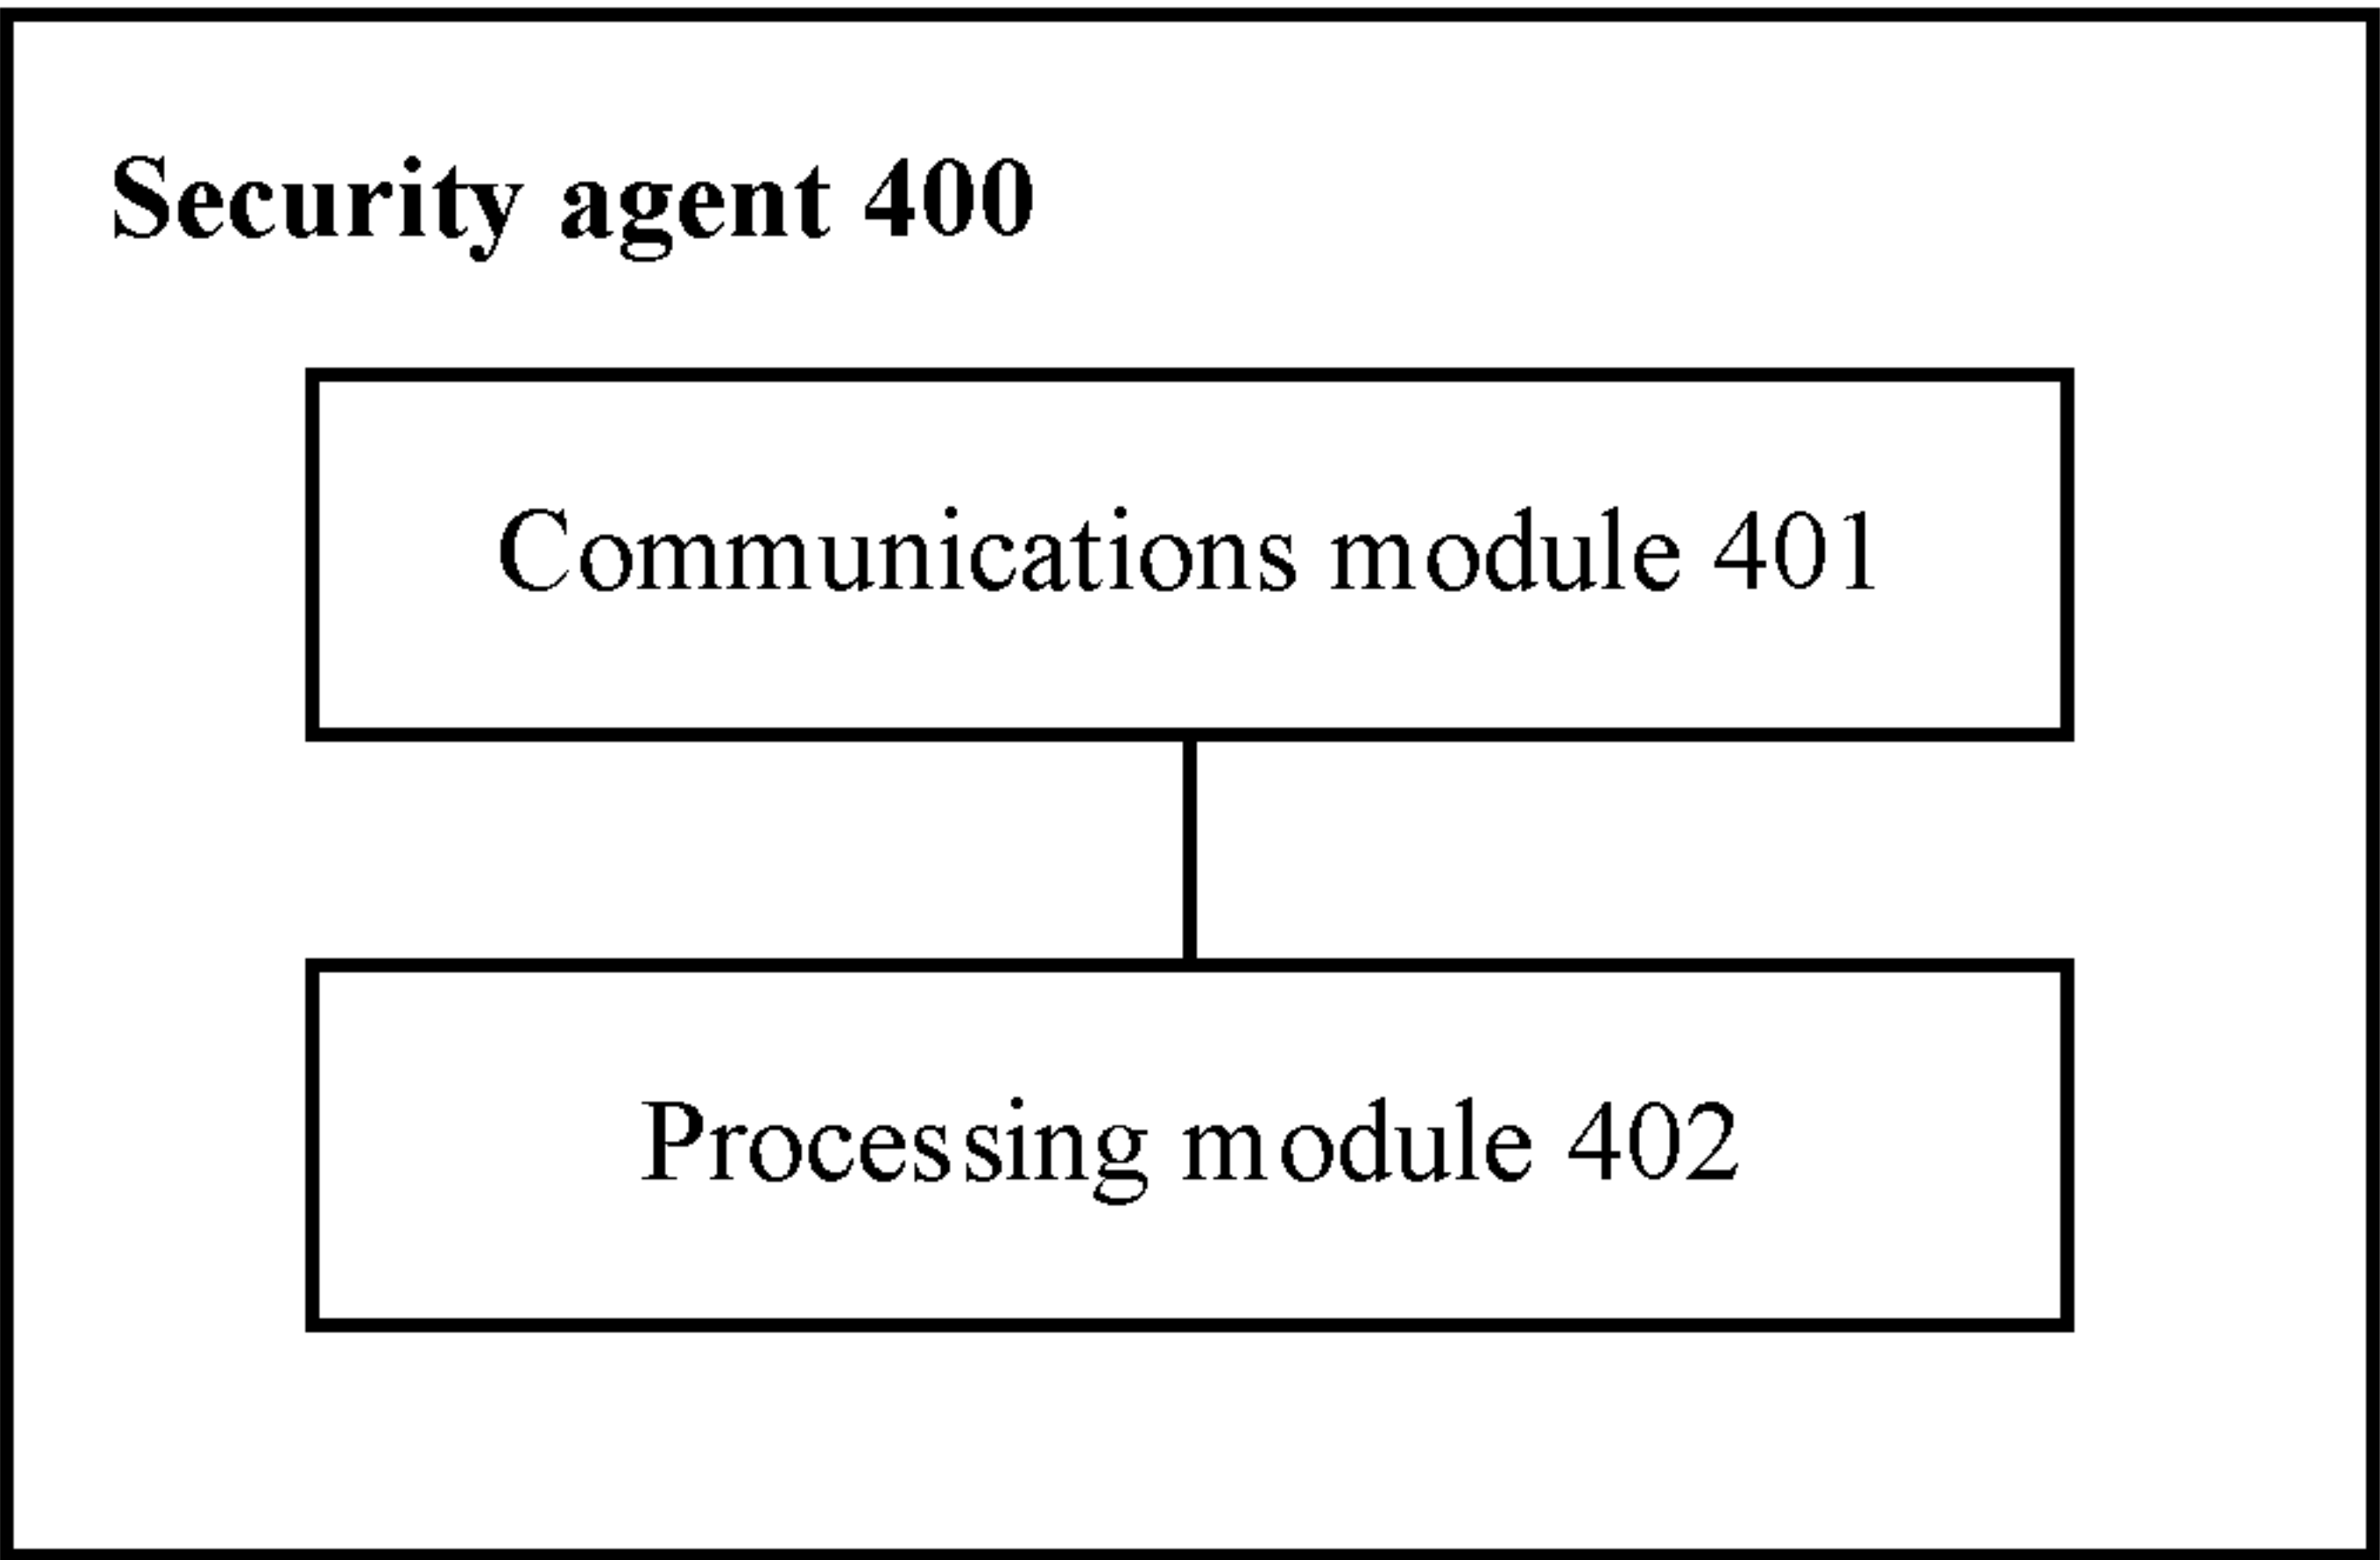 Security agent 400
Communications module 401
Processing module 402